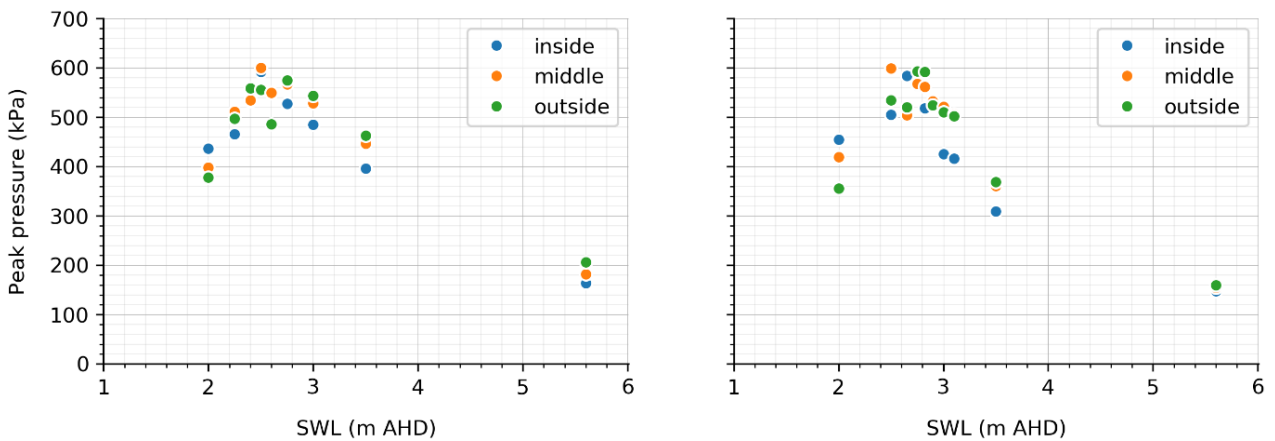 700
600
500
400
300
200
100
0
Peak pressure (kPa)
1 2 3 4 5 6
SWL (m AHD)
inside
middle
outside
1 2 3 4 5 6
SWL (m AHD)
inside
middle
outside